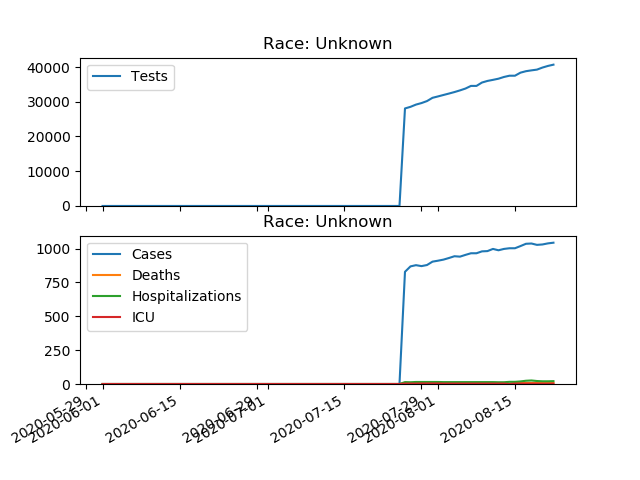 Race: Unknown
Tests
40000
30000
20000
10000
0
Race: Unknown
Cases
Deaths
Hospitalizations
ICU
1000
750
500
250
0
2020-05-29
2020-06-01
2020-06-15
2020-06-29
2020-07-01
2020-07-15
2020-07-29
2020-08-01
2020-08-15